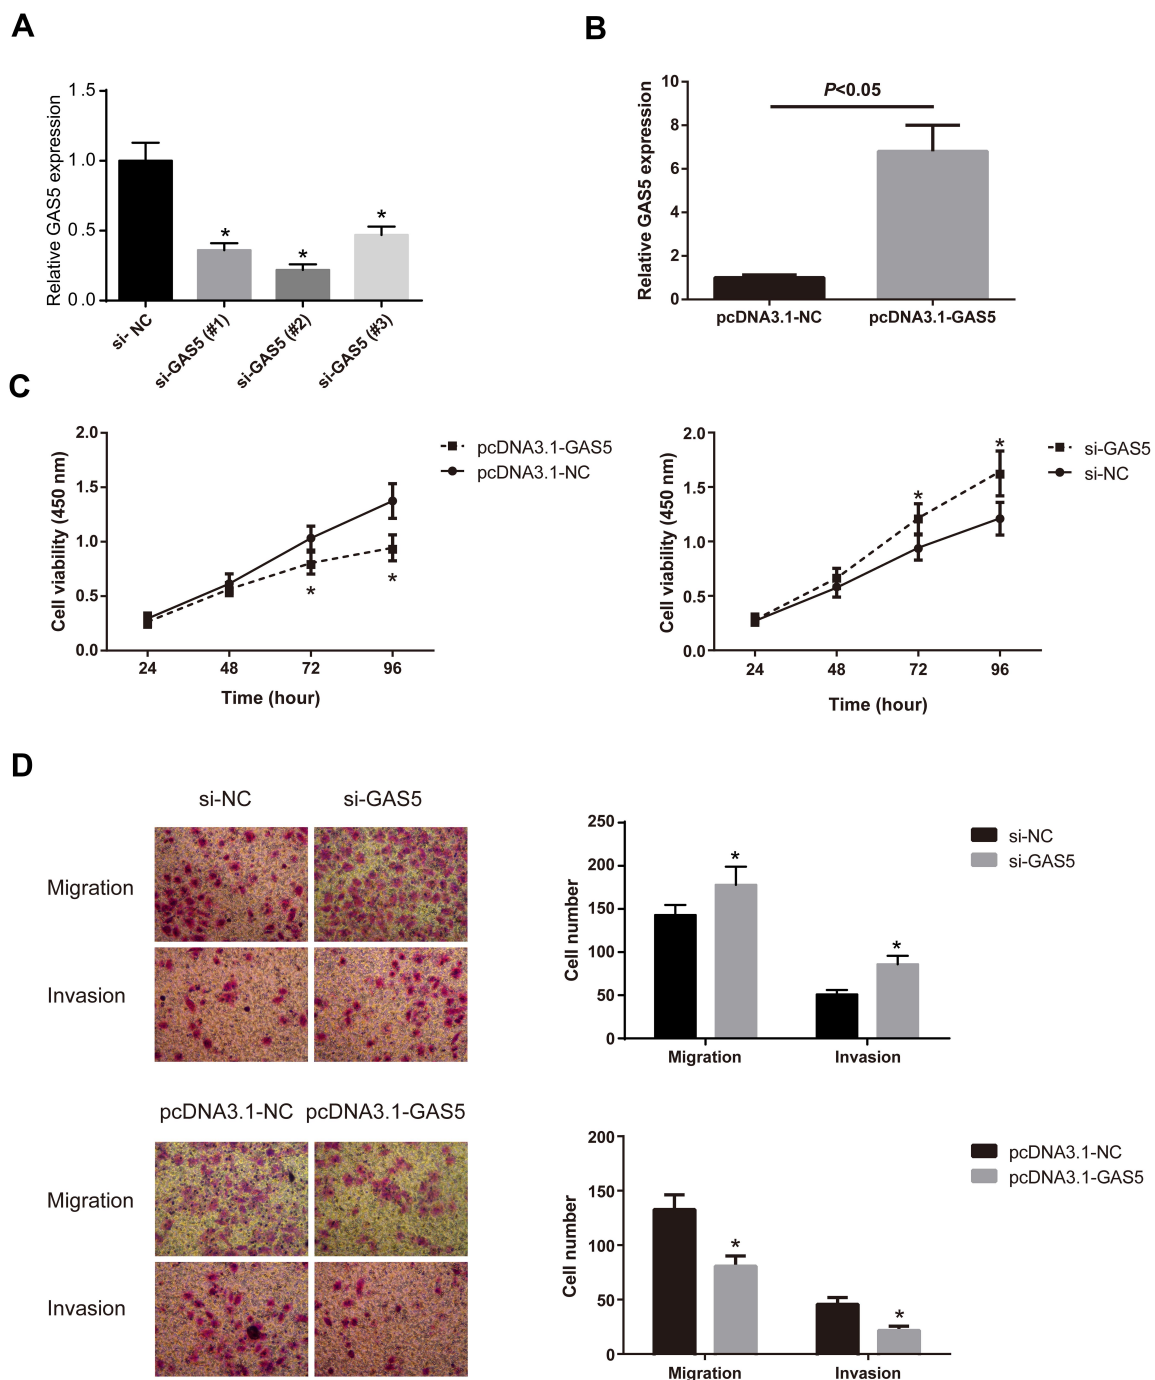 A
Relative GAS5 expression
1.5
1.0
0.5
0.0
*
*
*
si- NC
si-GAS5 (#1)
si-GAS5 (#2)
si-GAS5 (#3)
B
Relative GAS5 expression
10
8
6
4
2
0
P<0.05
pcDNA3.1-NC
pcDNA3.1-GAS5
C
Cell viability (450 nm)
2.0
1.5
1.0
0.5
0.0
*
*
24
48
72
96
Time (hour)
pcDNA3.1-GAS5
pcDNA3.1-NC
Cell viability (450 nm)
2.0
1.5
1.0
0.5
0.0
*
*
24
48
72
96
Time (hour)
si-GAS5
si-NC
D
si-NC
si-GAS5
Migration
Invasion
Cell number
250
200
150
100
50
0
*
*
Migration
Invasion
si-NC
si-GAS5
pcDNA3.1-NC
pcDNA3.1-GAS5
Migration
Invasion
Cell number
200
150
100
50
0
*
*
Migration
Invasion
pcDNA3.1-NC
pcDNA3.1-GAS5